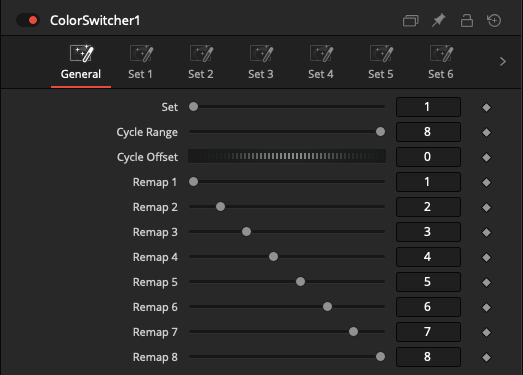 ColorSwitcher1
General Set 1 Set 2 Set 3 Set 4 Set 5 Set 6
Set 1
Cycle Range 8
Cycle Offset 0
Remap 1 1
Remap 2 2
Remap 3 3
Remap 4 4
Remap 5 5
Remap 6 6
Remap 7 7
Remap 8 8